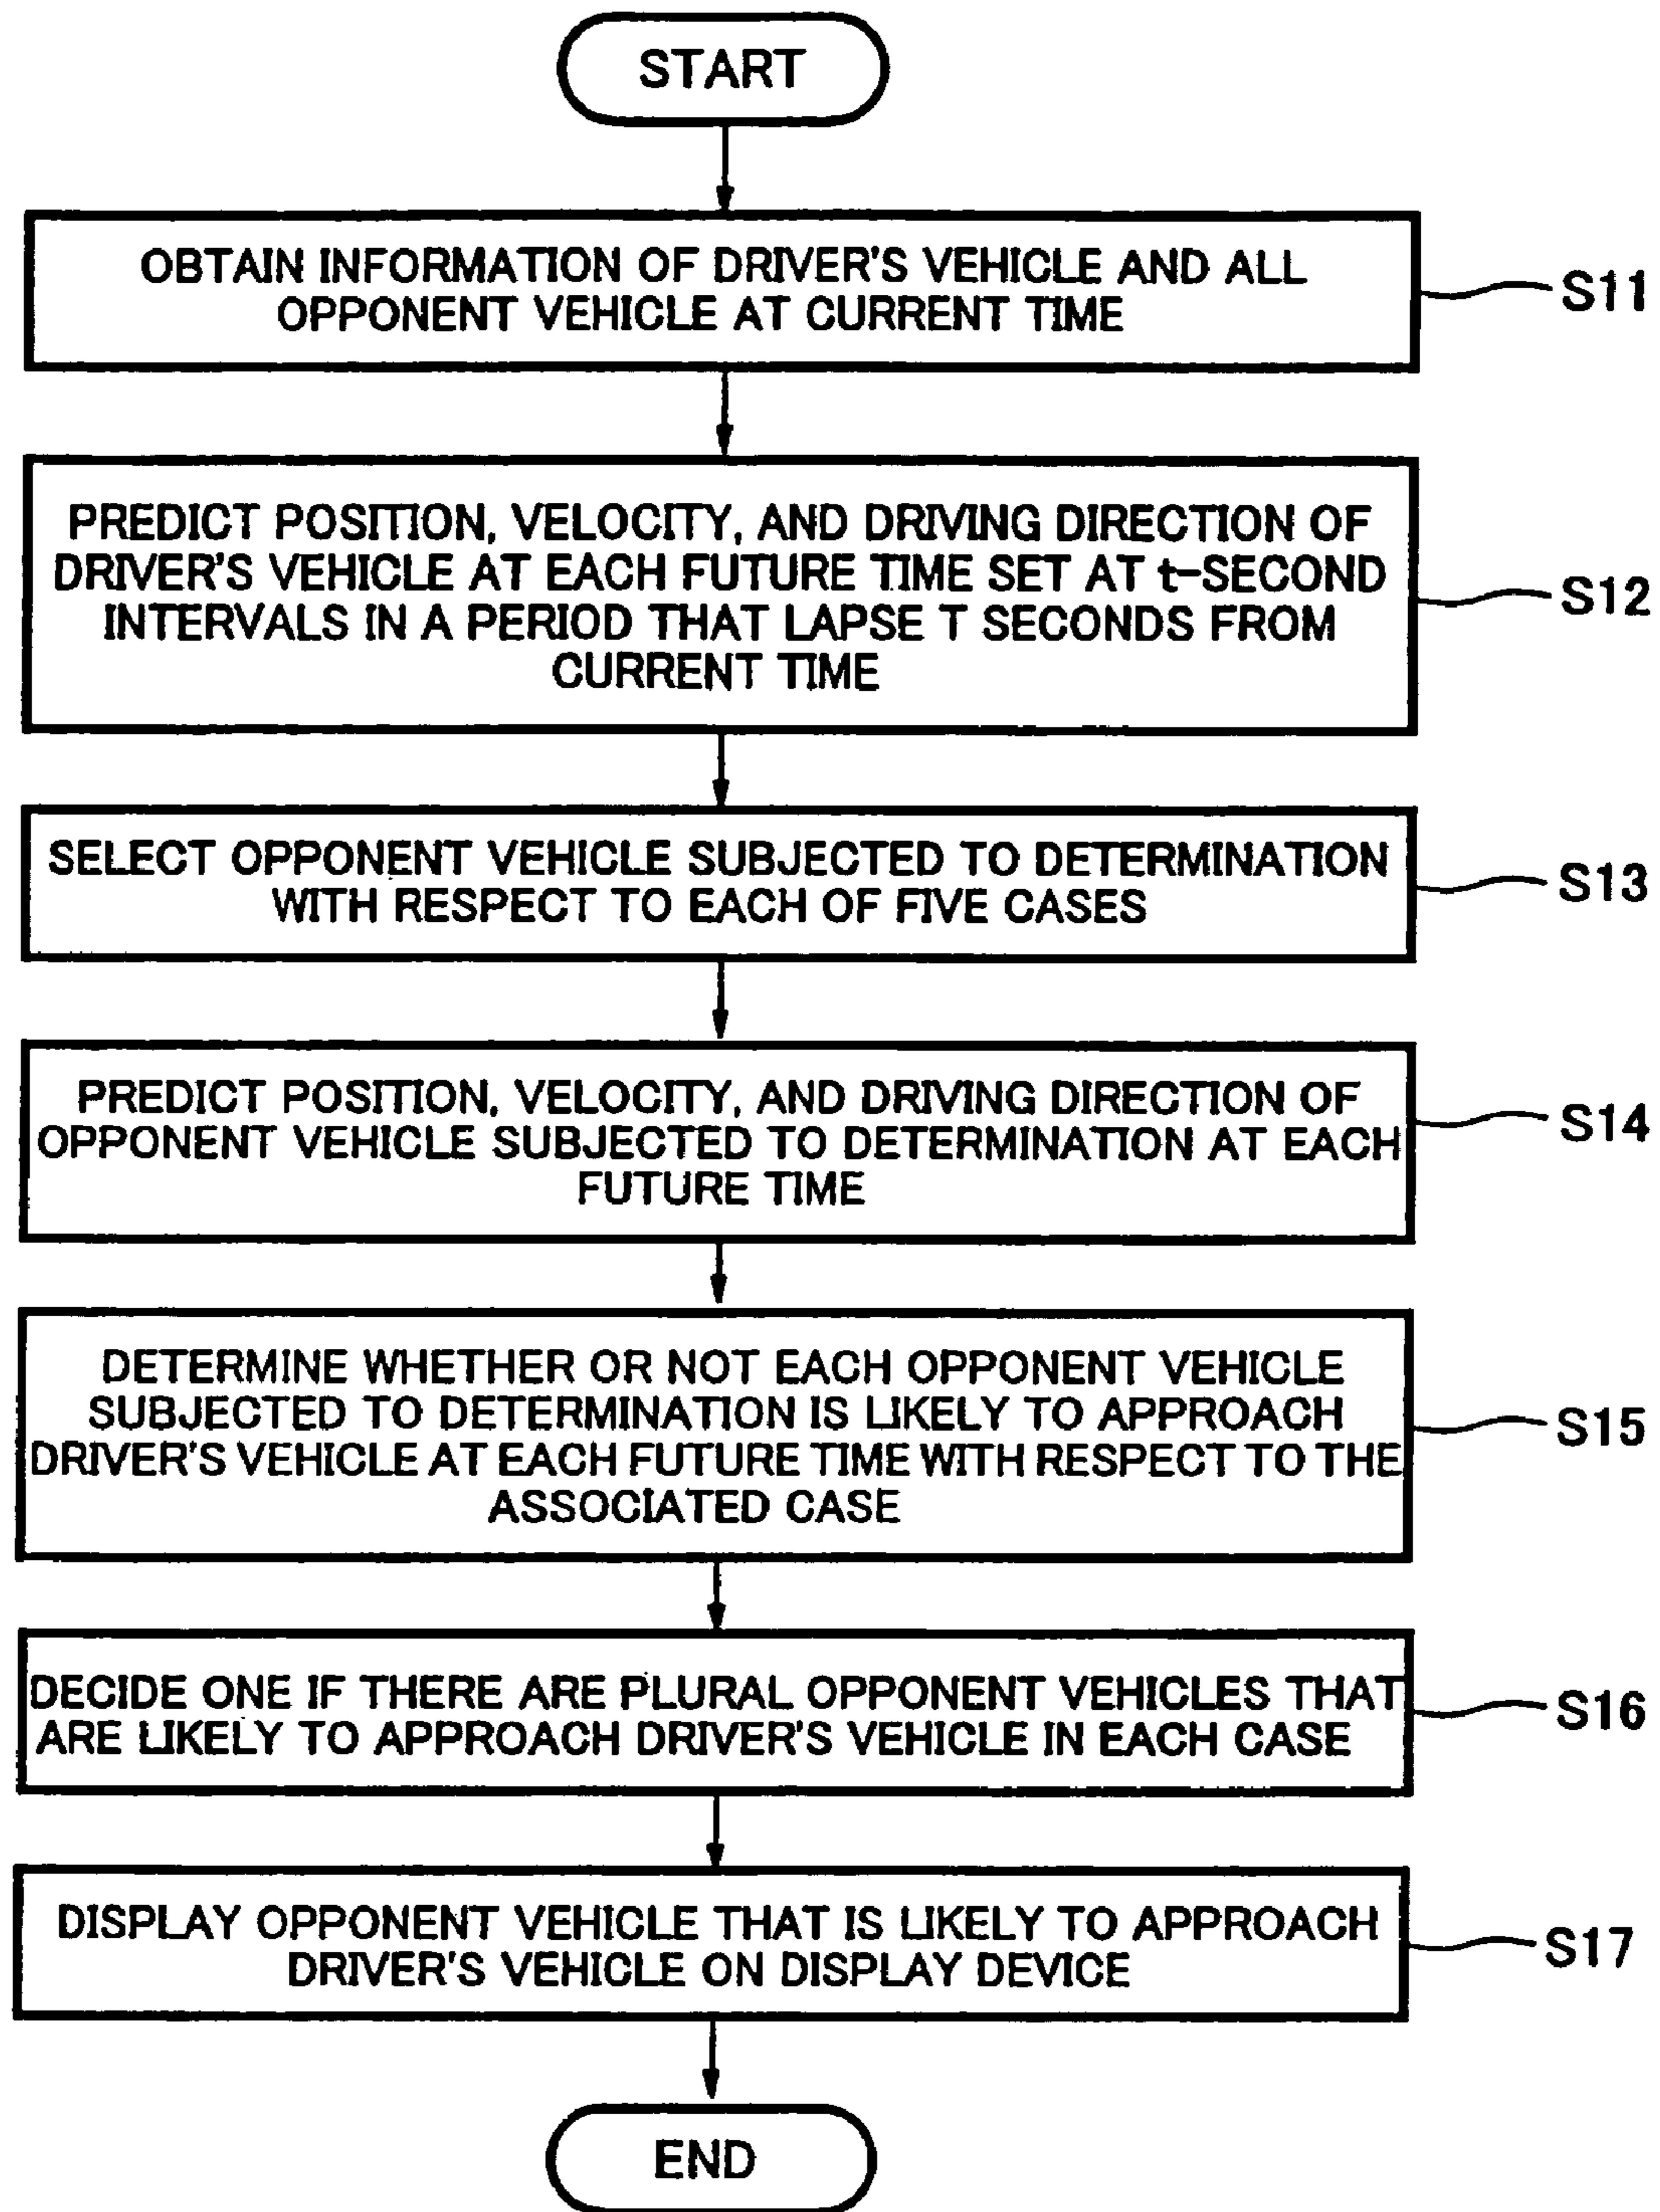 START
OBTAIN INFORMATION OF DRIVER'S VEHICLE AND ALL
OPPONENT VEHICLE AT CURRENT TIME
S11
PREDICT POSITION, VELOCITY, AND DRIVING DIRECTION OF
DRIVER'S VEHICLE AT EACH FUTURE TIME SET AT t-SECOND
INTERVALS IN A PERIOD THAT LAPSE T SECONDS FROM
CURRENT TIME
S12
SELECT OPPONENT VEHICLE SUBJECTED TO DETERMINATION
WITH RESPECT TO EACH OF FIVE CASES
S13
PREDICT POSITION, VELOCITY, AND DRIVING DIRECTION OF
OPPONENT VEHICLE SUBJECTED TO DETERMINATION AT EACH
FUTURE TIME
S14
DETERMINE WHETHER OR NOT EACH OPPONENT VEHICLE
SUBJECTED TO DETERMINATION IS LIKELY TO APPROACH
DRIVER'S VEHICLE AT EACH FUTURE TIME WITH RESPECT TO THE
ASSOCIATED CASE
S15
DECIDE ONE IF THERE ARE PLURAL OPPONENT VEHICLES THAT
ARE LIKELY TO APPROACH DRIVER'S VEHICLE IN EACH CASE
S16
DISPLAY OPPONENT VEHICLE THAT IS LIKELY TO APPROACH
DRIVER'S VEHICLE ON DISPLAY DEVICE
S17
END